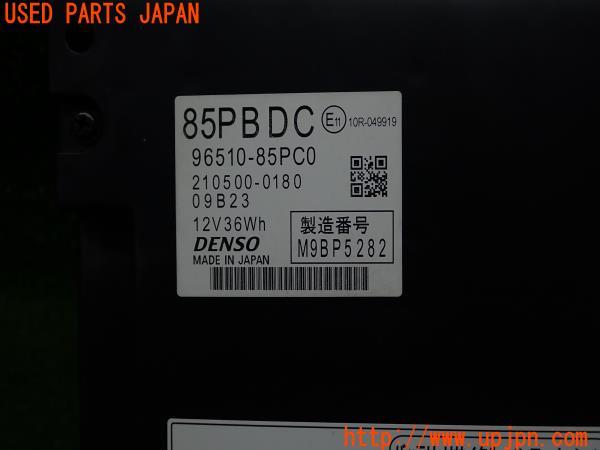 USED PARTS JAPAN
85PBDC E11 10R-049919
96510-85PC0
210500-0180
09B23
12V36Wh
製造番号
DENSO
M9BP5282
MADE IN JAPAN
http://www.upjpn.com/